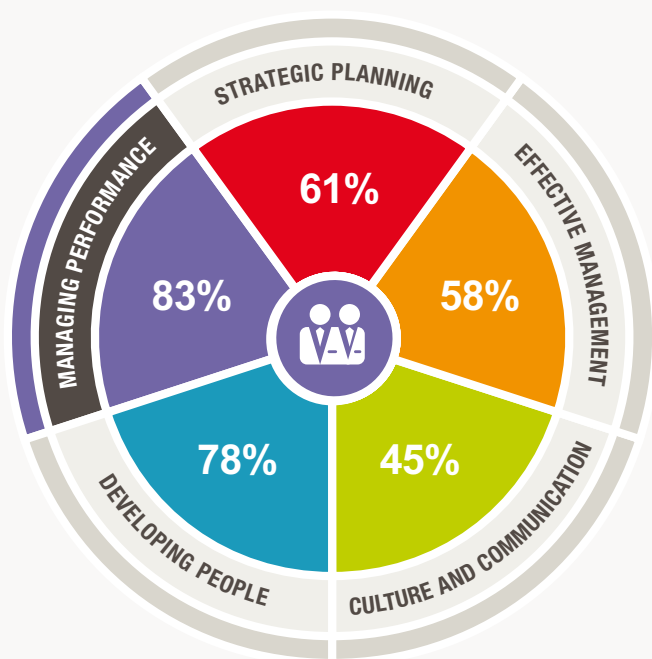 STRATEGIC PLANNING
61%
EFFECTIVE MANAGEMENT
58%
CULTURE AND COMMUNICATION
45%
DEVELOPING PEOPLE
78%
MANAGING PERFORMANCE
83%